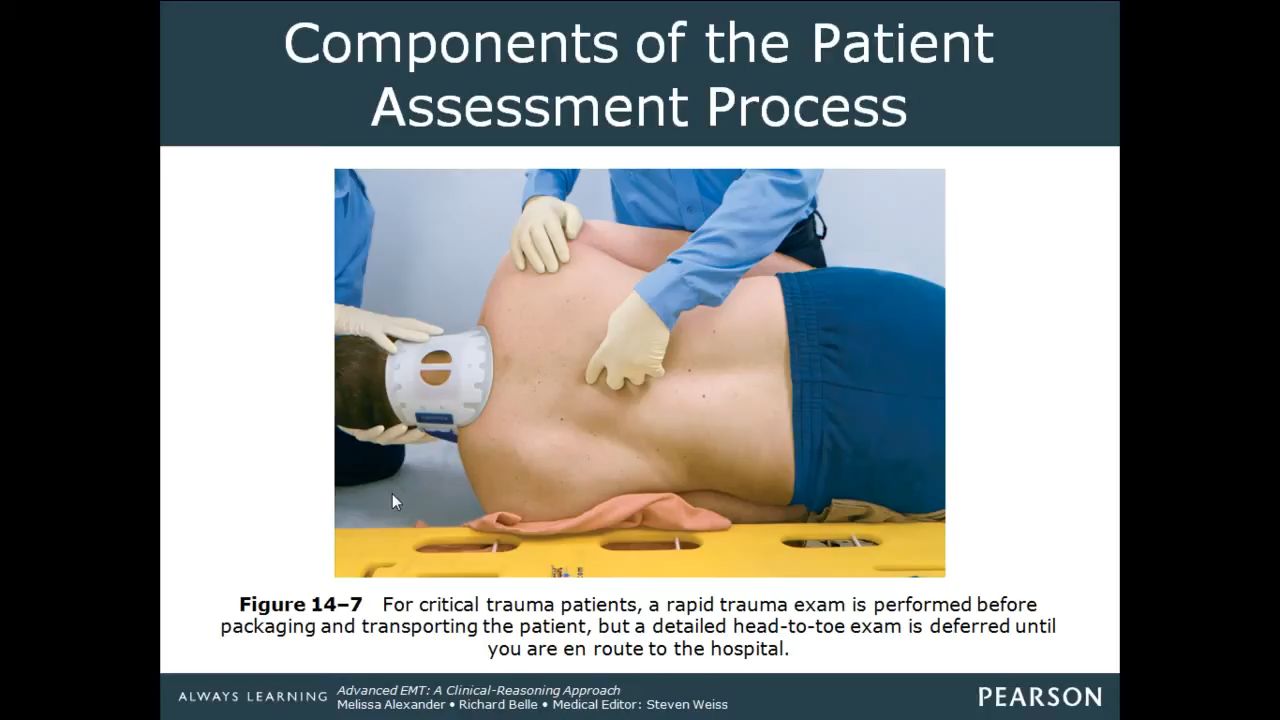 Components of the Patient
Assessment Process
Figure 14–7 For critical trauma patients, a rapid trauma exam is performed before
packaging and transporting the patient, but a detailed head-to-toe exam is deferred until
you are en route to the hospital.
ALWAYS LEARNING
Advanced EMT: A Clinical-Reasoning Approach
Melissa Alexander • Richard Belle • Medical Editor: Steven Weiss
PEARSON